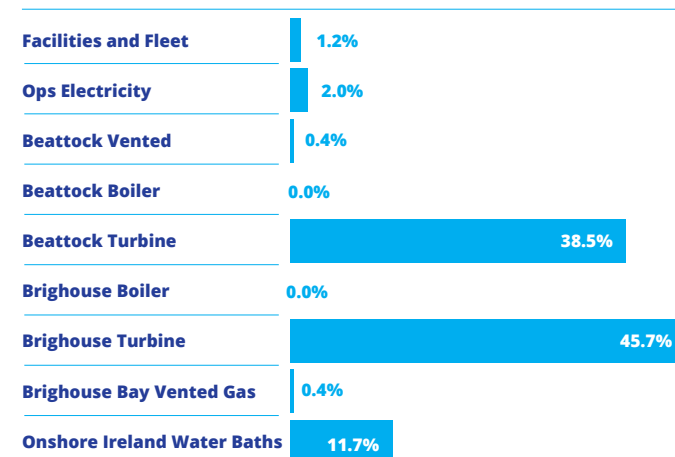 Facilities and Fleet 1.2%
Ops Electricity 2.0%
Beattock Vented 0.4%
Beattock Boiler 0.0%
Beattock Turbine 38.5%
Brighouse Boiler 0.0%
Brighouse Turbine 45.7%
Brighouse Bay Vented Gas 0.4%
Onshore Ireland Water Baths 11.7%